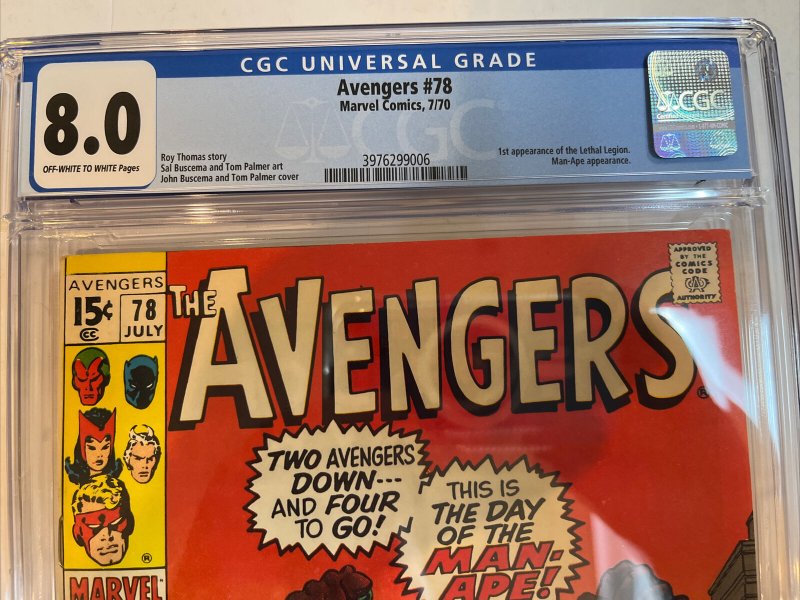 CGC UNIVERSAL GRADE
8.0
OFF-WHITE TO WHITE Pages
Avengers #78
Marvel Comics, 7/70
Roy Thomas story
Sal Buscema and Tom Palmer art
John Buscema and Tom Palmer cover
3976299006
1st appearance of the Lethal Legion.
Man-Ape appearance.
CGC
CGC
AVENGERS
15¢
78
JULY
CC
THE AVENGERS
®
APPROVED
BY THE
COMICS
CODE
AUTHORITY
TWO AVENGERS
DOWN---
AND FOUR
TO GO!
THIS IS
THE DAY
OF THE
MAN-
APE!
®
MARVEL